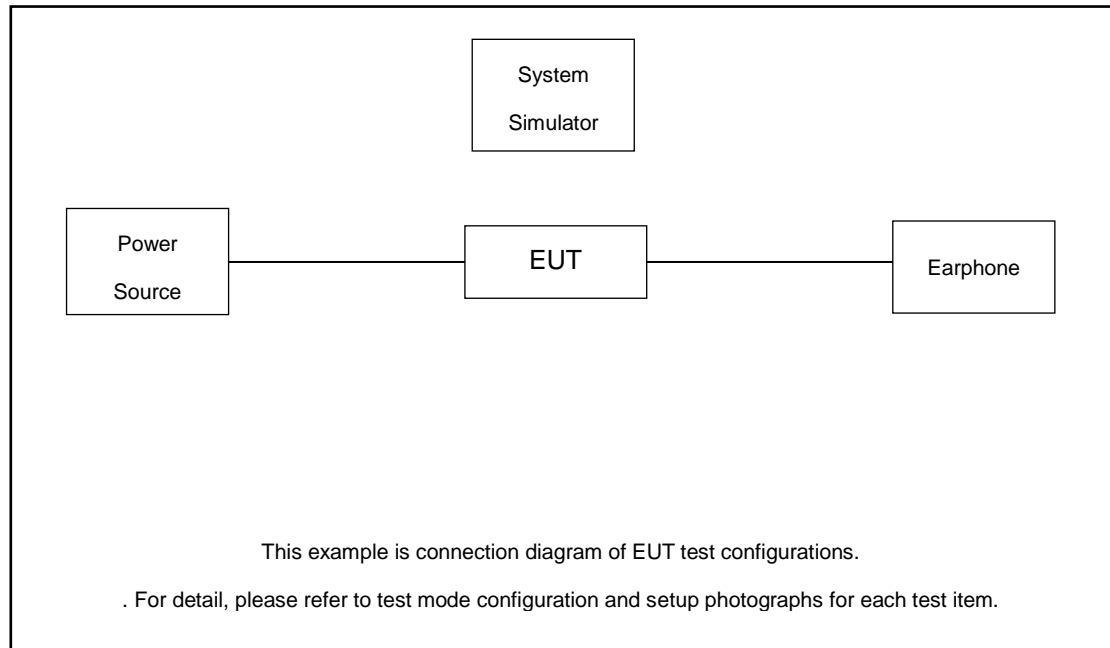 System
Simulator
Power
Source
EUT
Earphone
This example is connection diagram of EUT test configurations.
. For detail, please refer to test mode configuration and setup photographs for each test item.